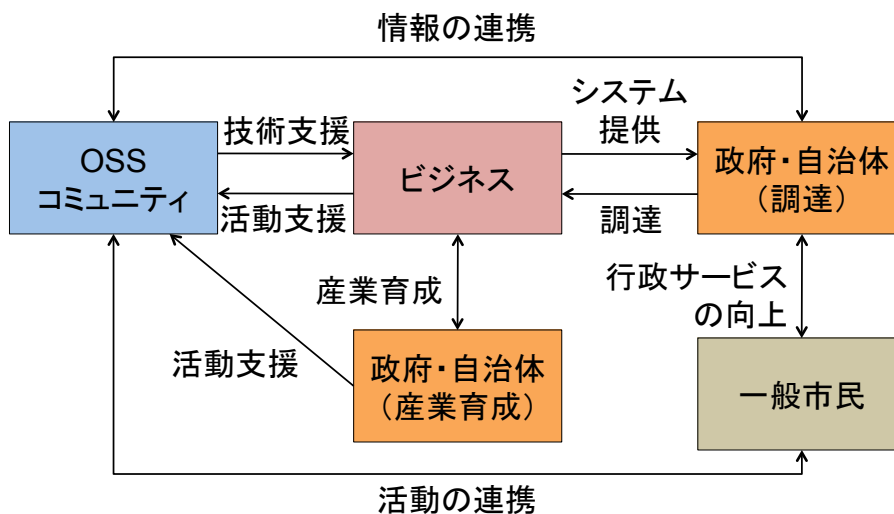 情報の連携
OSS
コミュニティ
技術支援
活動支援
ビジネス
システム
提供
調達
政府・自治体
（調達）
産業育成
行政サービス
の向上
活動支援
政府・自治体
（産業育成）
一般市民
活動の連携